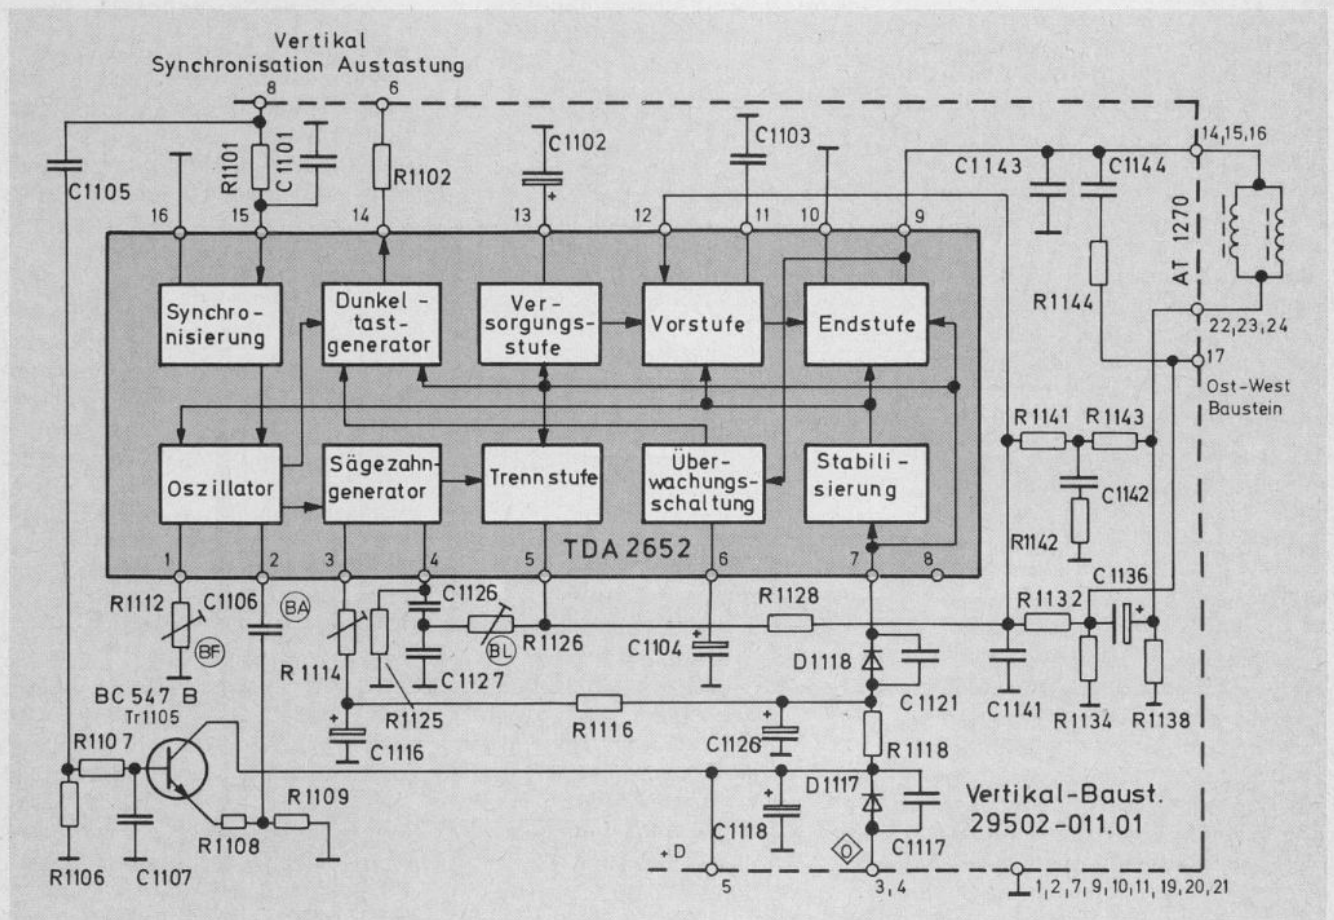 Vertikal
Synchronisation Austastung
8
6
14,15,16
C1105
R1101
C1101
R1102
C1102
+
C1103
C1143
C1144
16
15
14
13
12
11
10
9
AT 1270
R1144
Synchro-
nisierung
Dunkel-
tast-
generator
Ver-
sorgungs-
stufe
Vorstufe
Endstufe
22,23,24
17
Ost-West
Baustein
R1141
R1143
Oszillator
Sägezahn-
generator
Trennstufe
Über-
wachungs-
schaltung
Stabili-
sierung
C1142
R1142
TDA 2652
1
2
3
4
5
6
7
8
R1112
C1106
BA
BF
C1126
R1128
R1132
C1136
+
R1114
BL
R1126
C1104
+
D1118
C1127
C1121
C1141
R1134
R1138
BC 547 B
Tr1105
R1125
+
C1116
R1116
+
C1126
R1118
R1107
D1117
R1109
+
C1118
Vertikal-Baust.
29502-011.01
R1108
+D
0
C1117
R1106
C1107
5
3,4
1,2,7,9,10,11,19,20,21